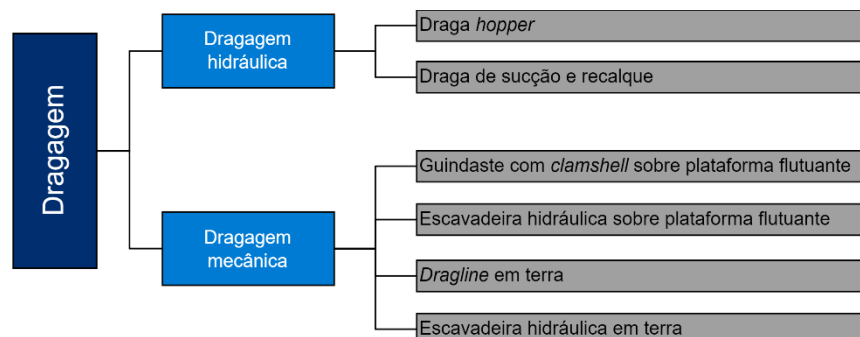 Dragagem
Dragagem
hidráulica
Draga hopper
Draga de sucção e recalque
Dragagem
mecânica
Guindaste com clamshell sobre plataforma flutuante
Escavadeira hidráulica sobre plataforma flutuante
Dragline em terra
Escavadeira hidráulica em terra